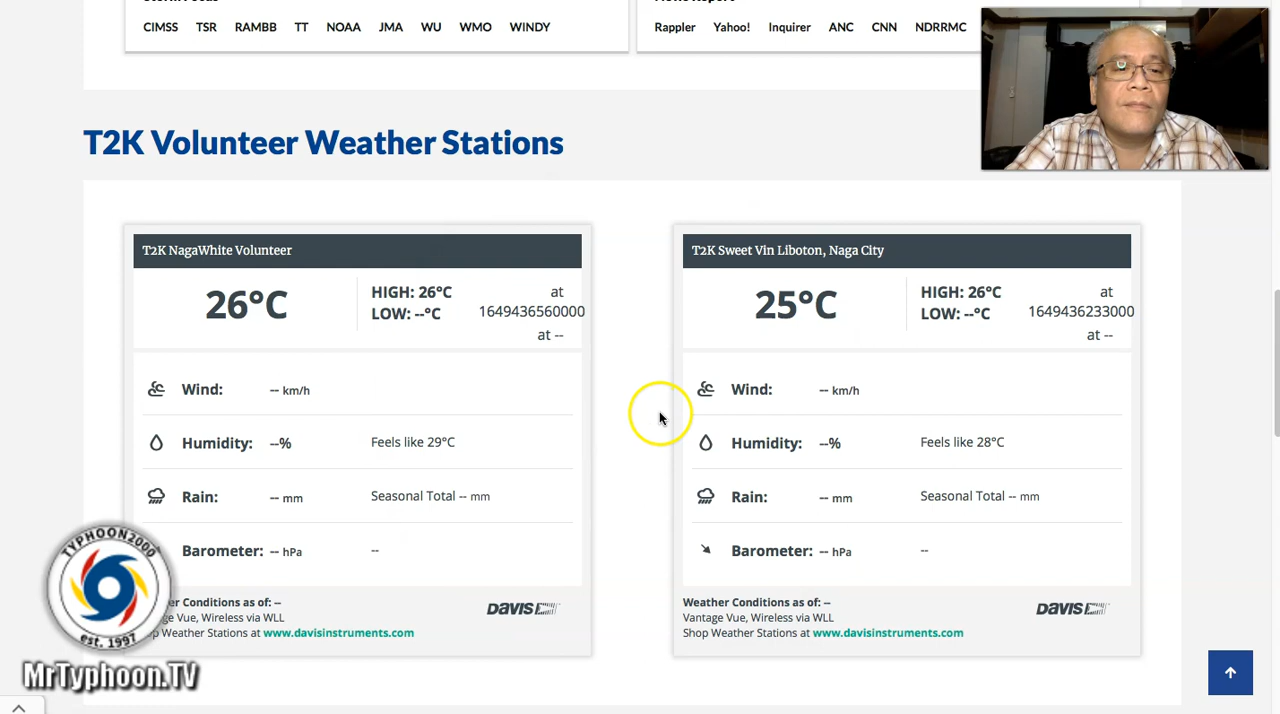 CIMSS TSR RAMBB TT NOAA JMA WU WMO WINDY
Rappler Yahoo! Inquirer ANC CNN NDRRMC
T2K Volunteer Weather Stations
T2K NagaWhite Volunteer
26°C
HIGH: 26°C
LOW: --°C
at
1649436560000
at --
Wind: -- km/h
Humidity: --% Feels like 29°C
Rain: -- mm Seasonal Total -- mm
Barometer: -- hPa --
er Conditions as of: --
ge Vue, Wireless via WLL
p Weather Stations at www.davisinstruments.com
DAVIS
T2K Sweet Vin Liboton, Naga City
25°C
HIGH: 26°C
LOW: --°C
at
1649436233000
at --
Wind: -- km/h
Humidity: --% Feels like 28°C
Rain: -- mm Seasonal Total -- mm
Barometer: -- hPa --
Weather Conditions as of: --
Vantage Vue, Wireless via WLL
Shop Weather Stations at www.davisinstruments.com
DAVIS
TYPHOON2000
est. 1997
MrTyphoon.TV